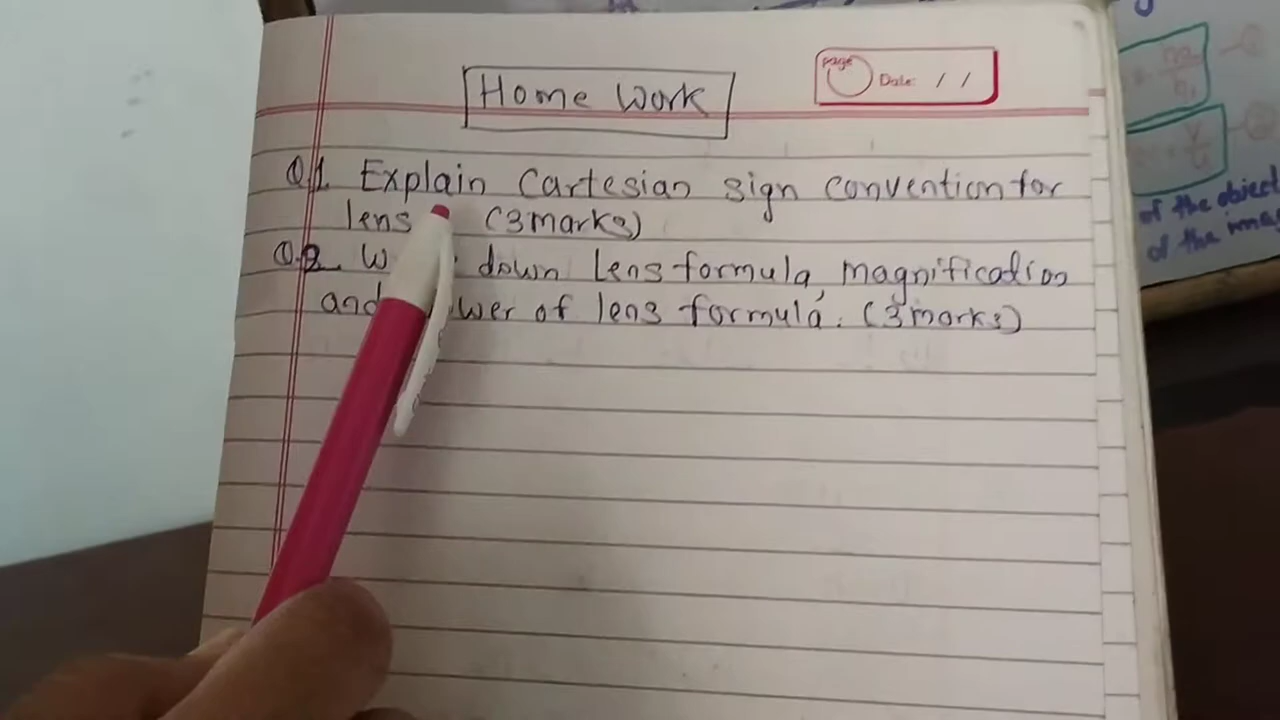 Home Work
Page
Date: / /
Q1. Explain Cartesian sign convention for
lens (3marks)
Q2. down Lens formula, magnification
and of lens formula. (3marks)
of the object
of the